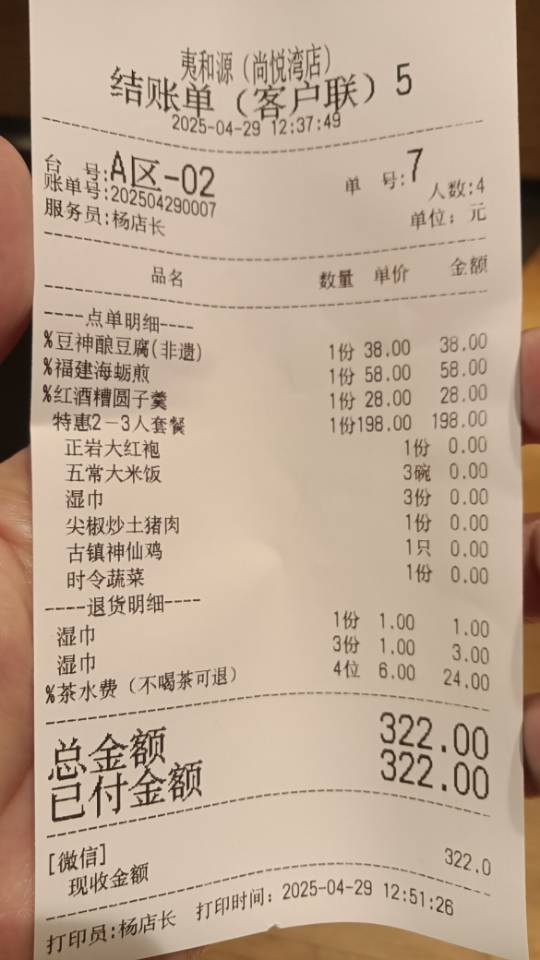 夷和源（尚悦湾店）
结账单（客户联）5
2025-04-29 12:37:49
台 号:A区-02 单 号:7
账单号:202504290007 人数:4
服务员:杨店长 单位：元
品名 数量 单价 金额
----点单明细----
%豆神酿豆腐(非遗) 1份 38.00 38.00
%福建海蛎煎 1份 58.00 58.00
%红酒糟圆子羹 1份 28.00 28.00
特惠2－3人套餐 1份198.00 198.00
正岩大红袍 1份 0.00
五常大米饭 3碗 0.00
湿巾 3份 0.00
尖椒炒土猪肉 1份 0.00
古镇神仙鸡 1只 0.00
时令蔬菜 1份 0.00
-----退货明细----
湿巾 1份 1.00 1.00
湿巾 3份 1.00 3.00
%茶水费（不喝茶可退） 4位 6.00 24.00
总金额 322.00
已付金额 322.00
[微信]
现收金额 322.0
打印员:杨店长 打印时间: 2025-04-29 12:51:26